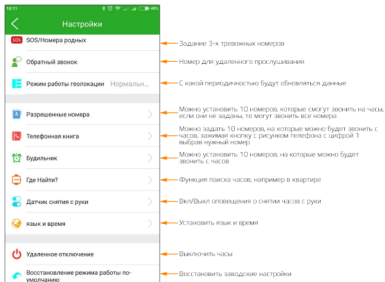 18:11
Настройки
SOS/Номера родных
Задание 3-х тревожных номеров
Обратный звонок
Номер для удаленного прослушивания
Режим работы геолокации Нормальн...
С какой периодичностью будут обновляться данные
Разрешенные номера
Можно установить 10 номеров, которые смогут звонить на часы,
если они не заданы, то могут звонить все номера
Телефонная книга
Можно задать 10 номеров, на которые можно будет звонить с
часов, зажимая кнопку с рисунком телефона с цифрой 1
выбрав нужный номер
Будильник
Можно установить 10 номеров, но которые можно будет
звонить с часов
Где Найти?
Функция поиска часов, например в квартире
Датчик снятия с руки
Вкл/Выкл оповещения о снятии часов с руки
язык и время
Установить язык и время
Удаленное отключение
Выключить часы
Восстановление режима работы по-
умолчанию
Восстановить заводские настройки